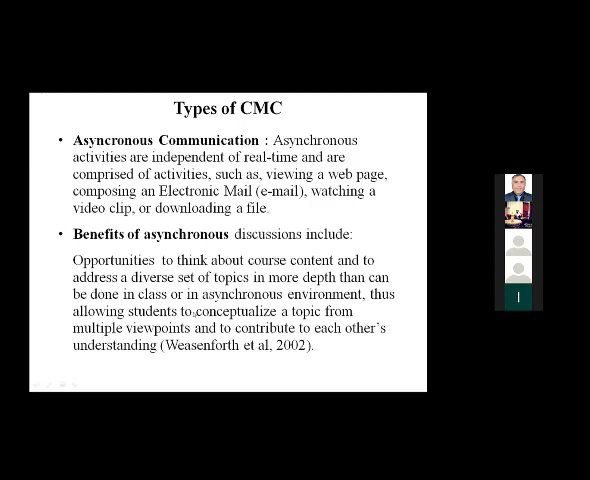 Types of CMC
• Asyncronous Communication : Asynchronous
activities are independent of real-time and are
comprised of activities, such as, viewing a web page,
composing an Electronic Mail (e-mail), watching a
video clip, or downloading a file.
• Benefits of asynchronous discussions include:
Opportunities to think about course content and to
address a diverse set of topics in more depth than can
be done in class or in asynchronous environment, thus
allowing students to conceptualize a topic from
multiple viewpoints and to contribute to each other's
understanding (Weasenforth et al, 2002).
I